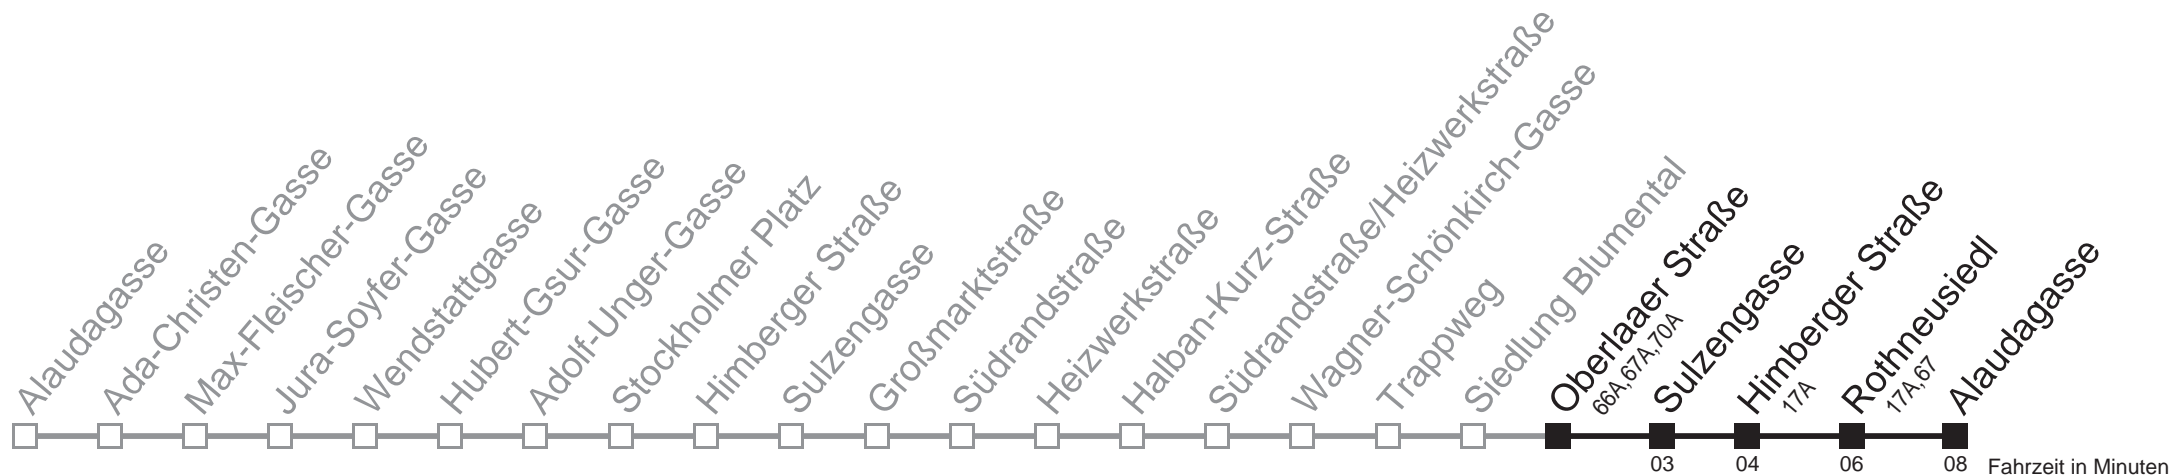 Alaudagasse
Ada-Christen-Gasse
Max-Fleischer-Gasse
Jura-Soyfer-Gasse
Wendstattgasse
Hubert-Gsur-Gasse
Adolf-Unger-Gasse
Stockholmer Platz
Himberger Straße
Sulzengasse
Großmarktstraße
Südrandstraße
Heizwerkstraße
Halban-Kurz-Straße
Südrandstraße/Heizwerkstraße
Wagner-Schönkirch-Gasse
Trappweg
Siedlung Blumental
Oberlaaer Straße
66A,67A,70A
Sulzengasse
Himberger Straße
17A
Rothneusiedl
17A,67
Alaudagasse
03
04
06
08
Fahrzeit in Minuten